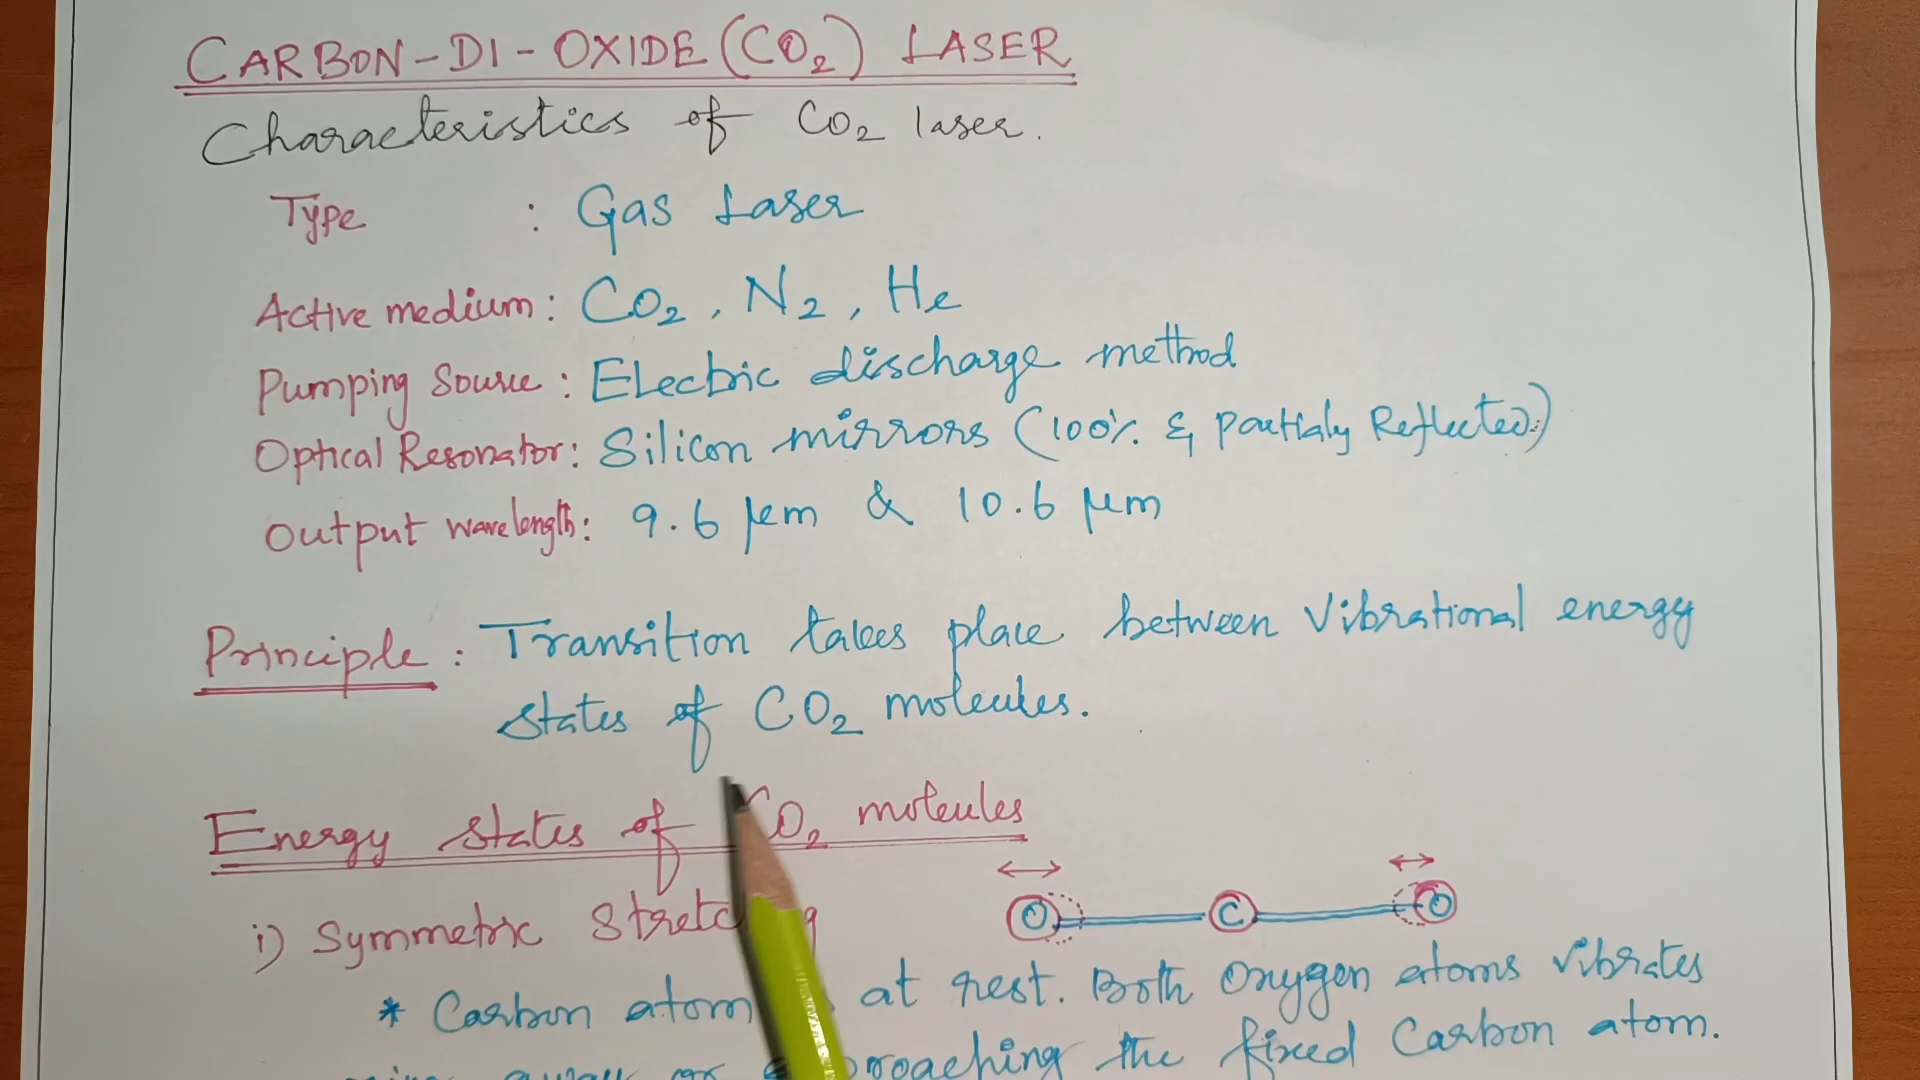 CARBON-DI-OXIDE (CO₂) LASER
Characteristics of CO₂ laser.
Type : Gas Laser
Active medium: CO₂, N₂, He
Pumping Source: Electric discharge method
Optical Resonator: Silicon mirrors (100% & Partialy Reflected.)
Output wavelength: 9.6 μm & 10.6 μm
Principle: Transition takes place between Vibrational energy
states of CO₂ molecules.
Energy states of CO₂ molecules
i) Symmetric
O C O
* Carbon atom at rest. Both Oxygen atoms vibrates
the fixed Carbon atom.